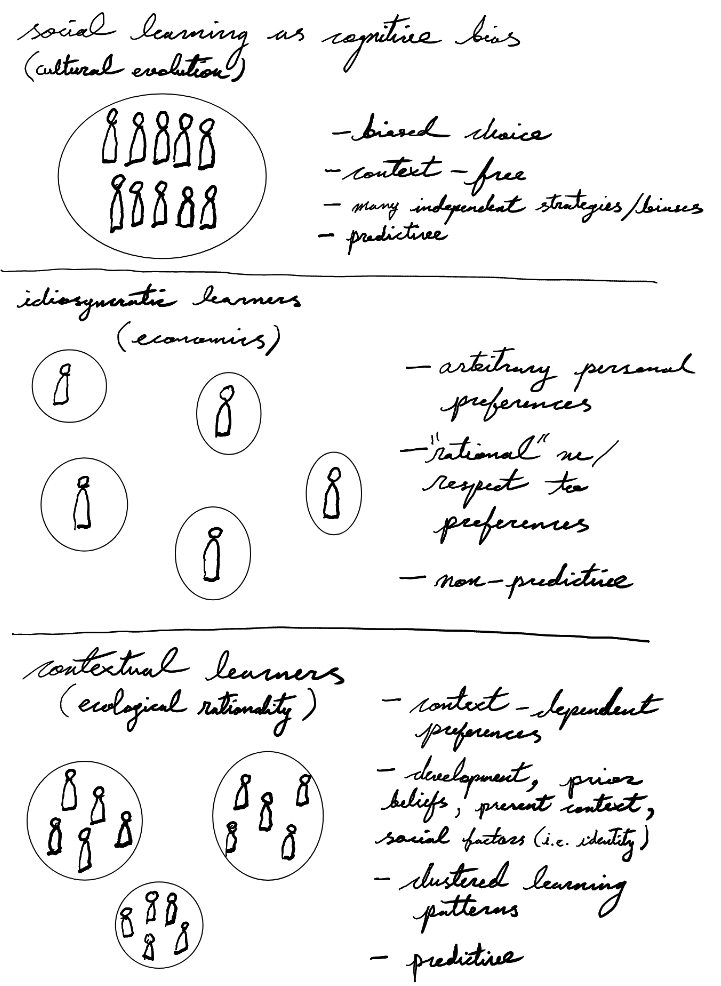 social learning as cognitive bias
(cultural evolution)
- biased choice
- context-free
- many independent strategies/biases
- predictive
idiosyncratic learners
(economics)
- arbitrary personal
preferences
- "rational" w/
respect to
preferences
- non-predictive
contextual learners
(ecological rationality)
- context-dependent
preferences
- development, prior
beliefs, present context,
social factors (i.e. identity)
- clustered learning
patterns
- predictive